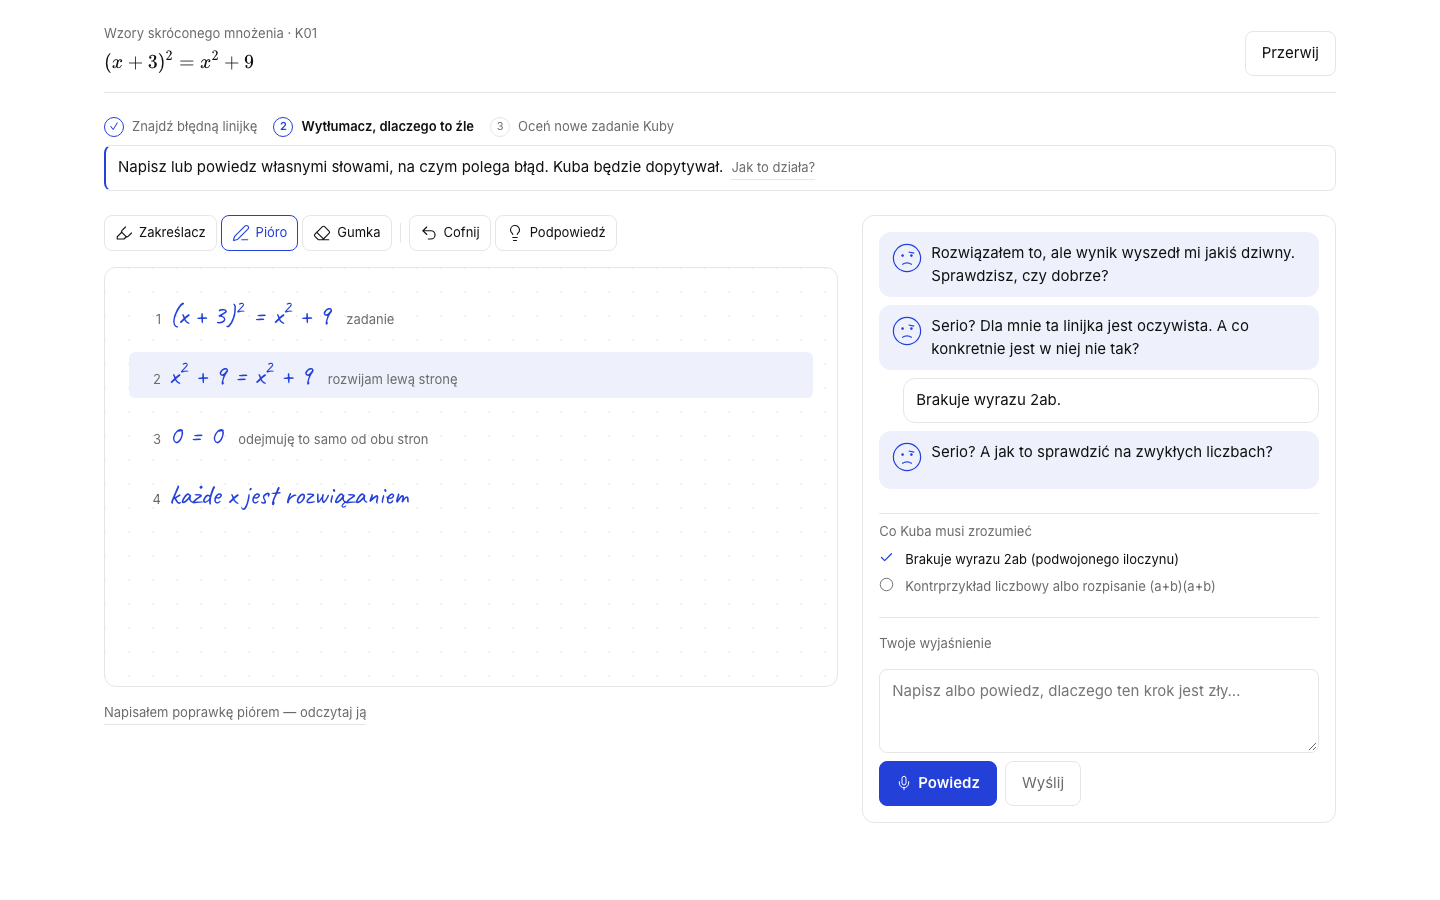 Wzory skróconego mnożenia · K01
(x + 3)² = x² + 9
Przerwij
Znajdź błędną linijkę
2 Wytłumacz, dlaczego to źle
3 Oceń nowe zadanie Kuby
Napisz lub powiedz własnymi słowami, na czym polega błąd. Kuba będzie dopytywał. Jak to działa?
Zakreślacz
Pióro
Gumka
Cofnij
Podpowiedź
1 (x + 3)² = x² + 9 zadanie
2 x² + 9 = x² + 9 rozwijam lewą stronę
3 0 = 0 odejmuję to samo od obu stron
4 każde x jest rozwiązaniem
Napisałem poprawkę piórem — odczytaj ją
Rozwiązałem to, ale wynik wyszedł mi jakiś dziwny.
Sprawdzisz, czy dobrze?
Serio? Dla mnie ta linijka jest oczywista. A co
konkretnie jest w niej nie tak?
Brakuje wyrazu 2ab.
Serio? A jak to sprawdzić na zwykłych liczbach?
Co Kuba musi zrozumieć
Brakuje wyrazu 2ab (podwojonego iloczynu)
Kontrprzykład liczbowy albo rozpisanie (a+b)(a+b)
Twoje wyjaśnienie
Napisz albo powiedz, dlaczego ten krok jest zły...
Powiedz
Wyślij